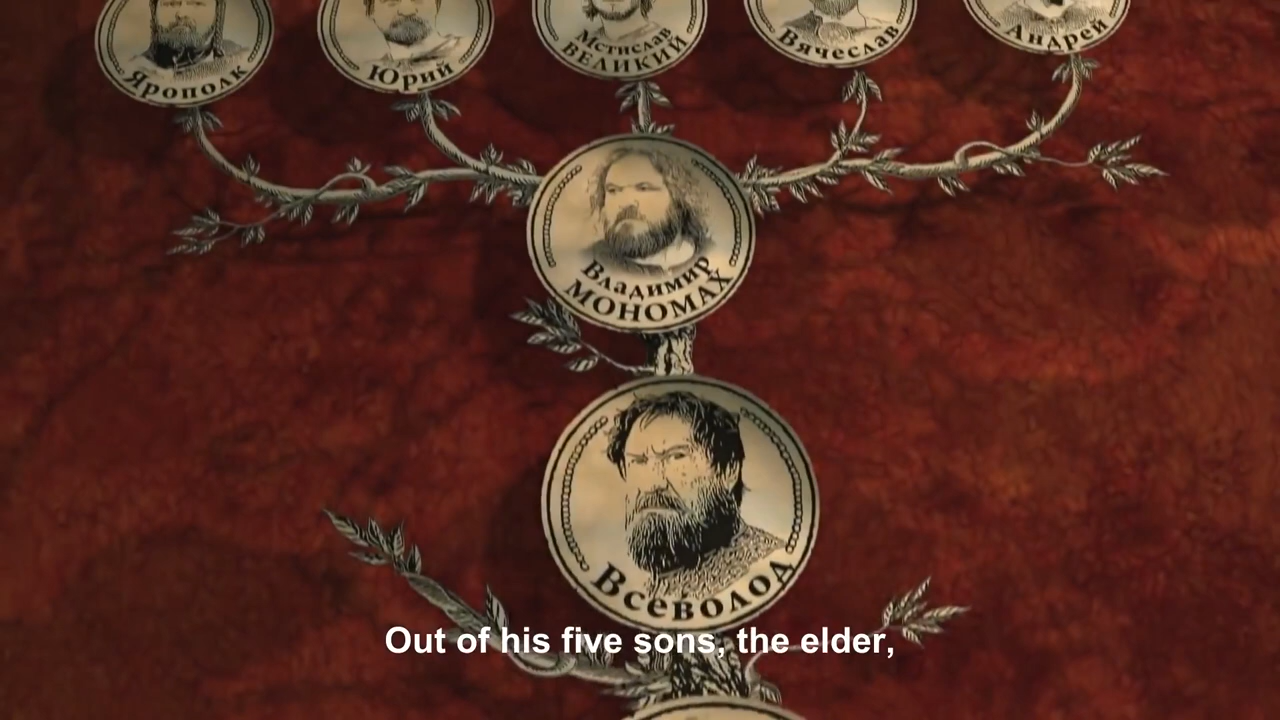 Ярополк
Юрий
Мстислав
ВЕЛИКИЙ
Вячеслав
Андрей
Владимир
МОНОМАХ
Всеволод
Out of his five sons, the elder,